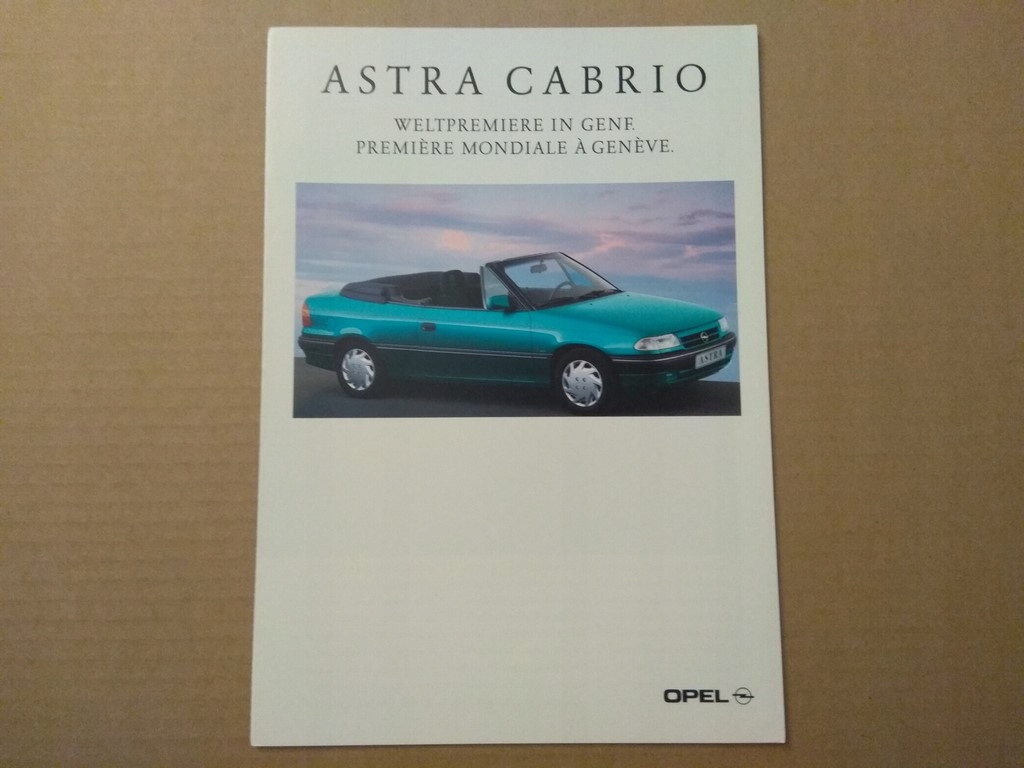 ASTRA CABRIO
WELTPREMIERE IN GENF.
PREMIÈRE MONDIALE À GENÈVE.
ASTRA
OPEL